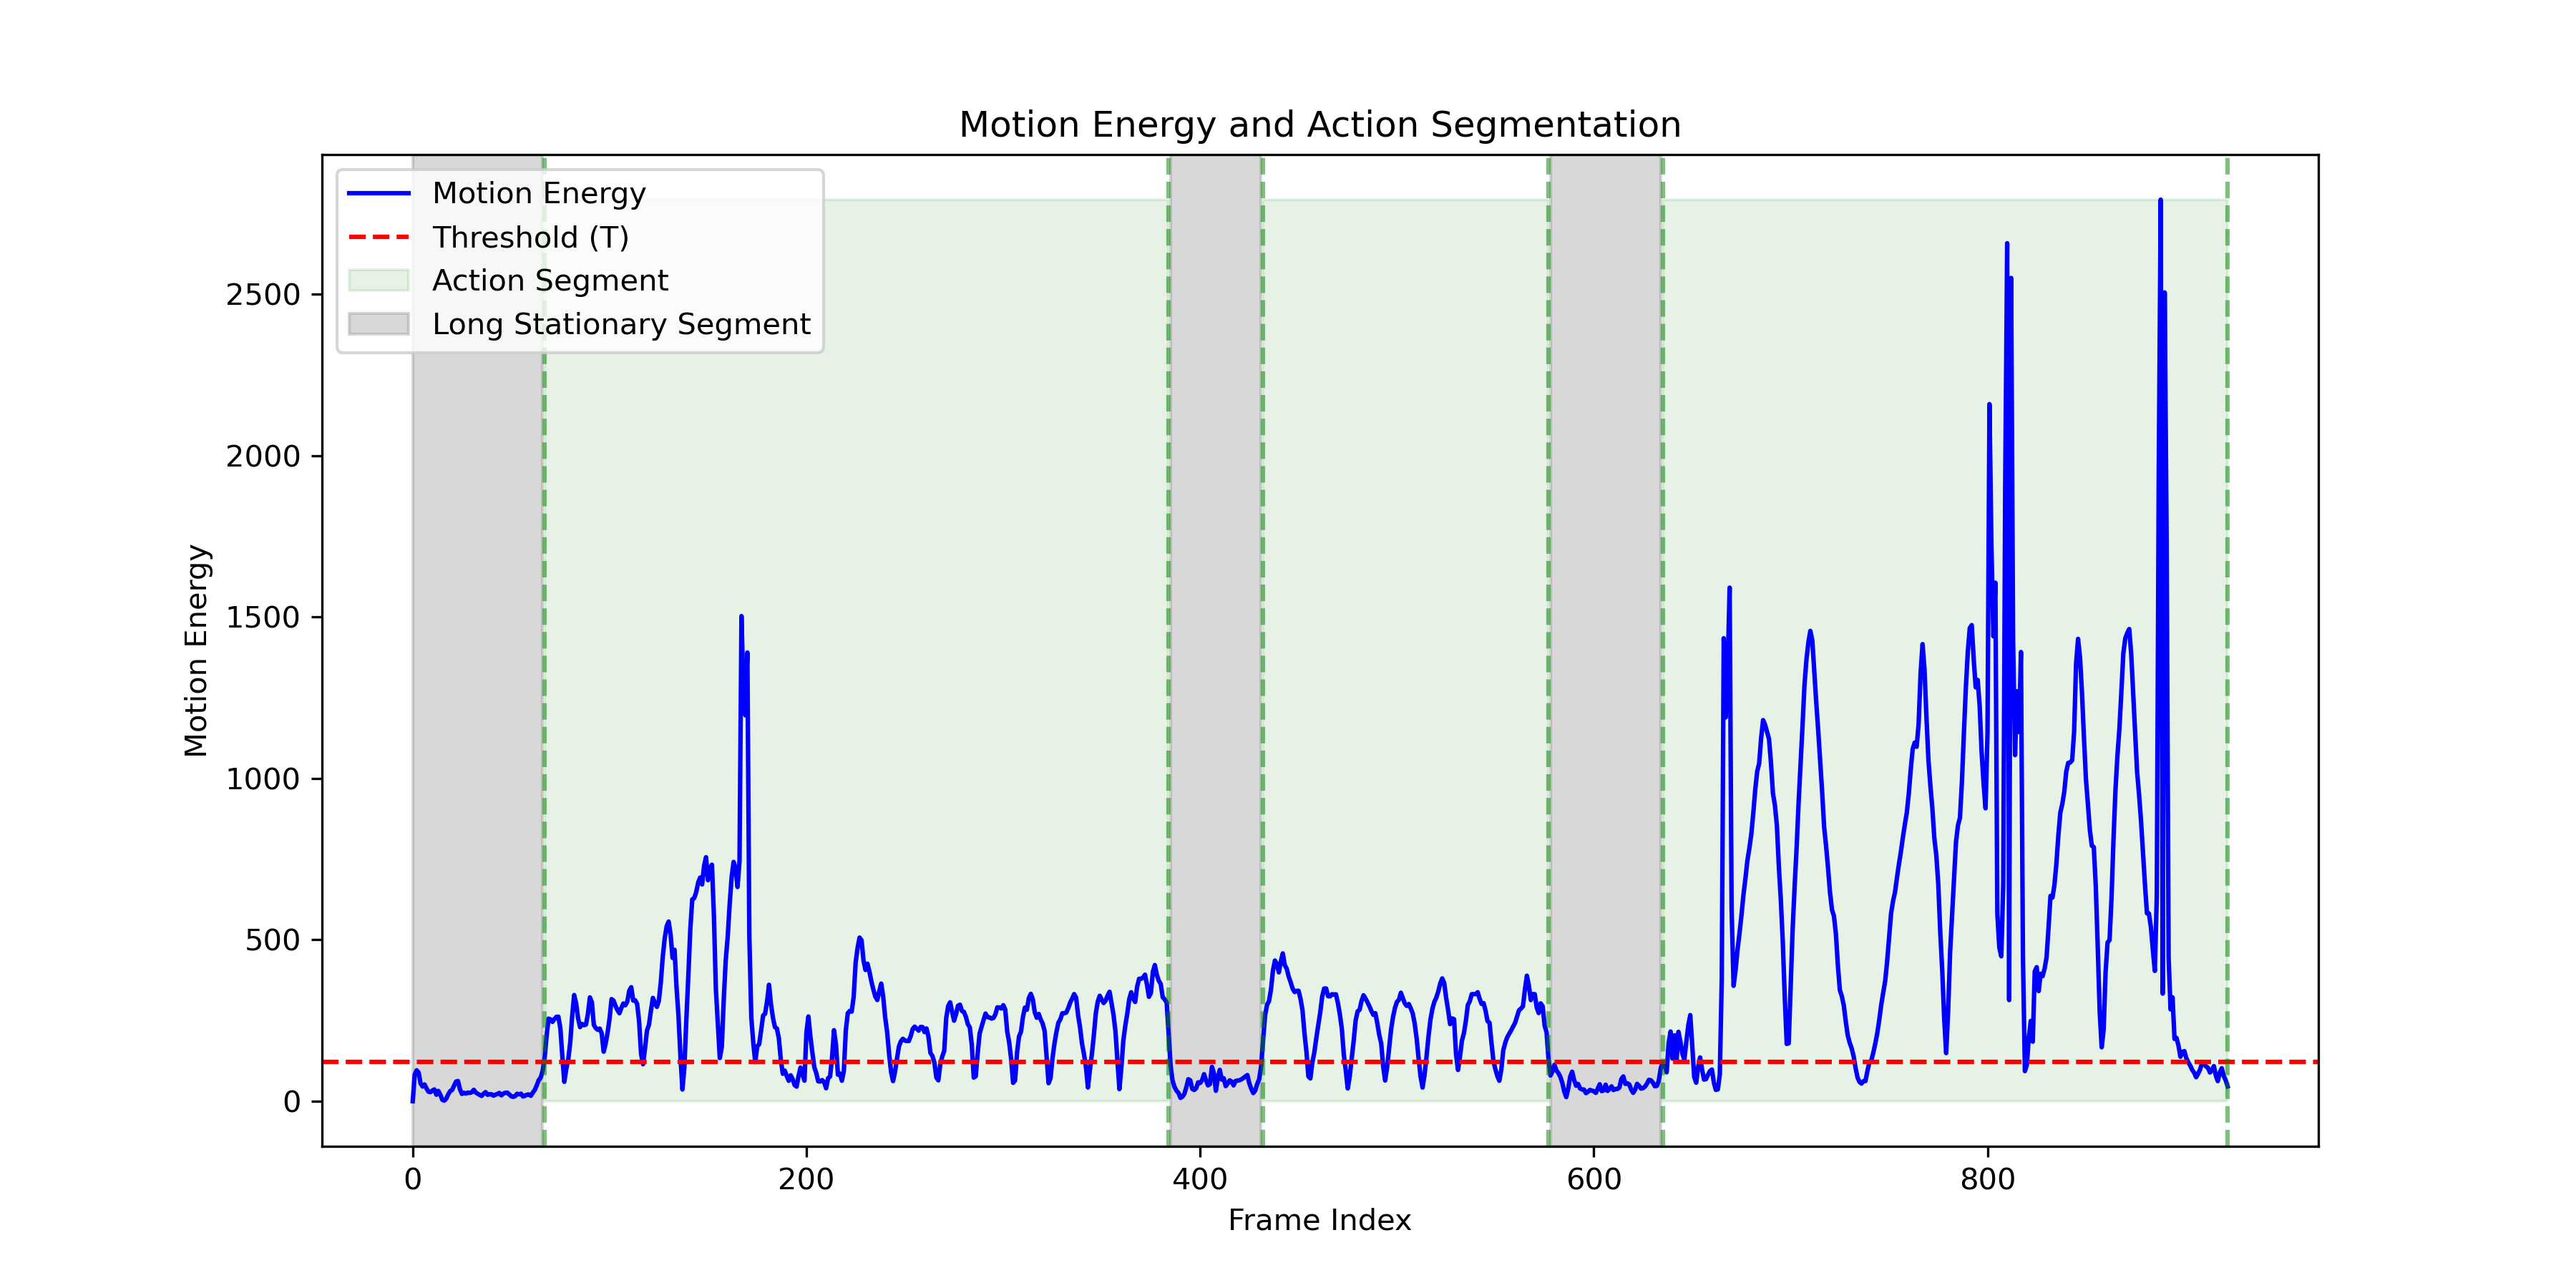 Motion Energy and Action Segmentation
Motion Energy
Threshold (T)
Action Segment
Long Stationary Segment
2500
2000
1500
1000
500
0
Motion Energy
0
200
400
600
800
Frame Index